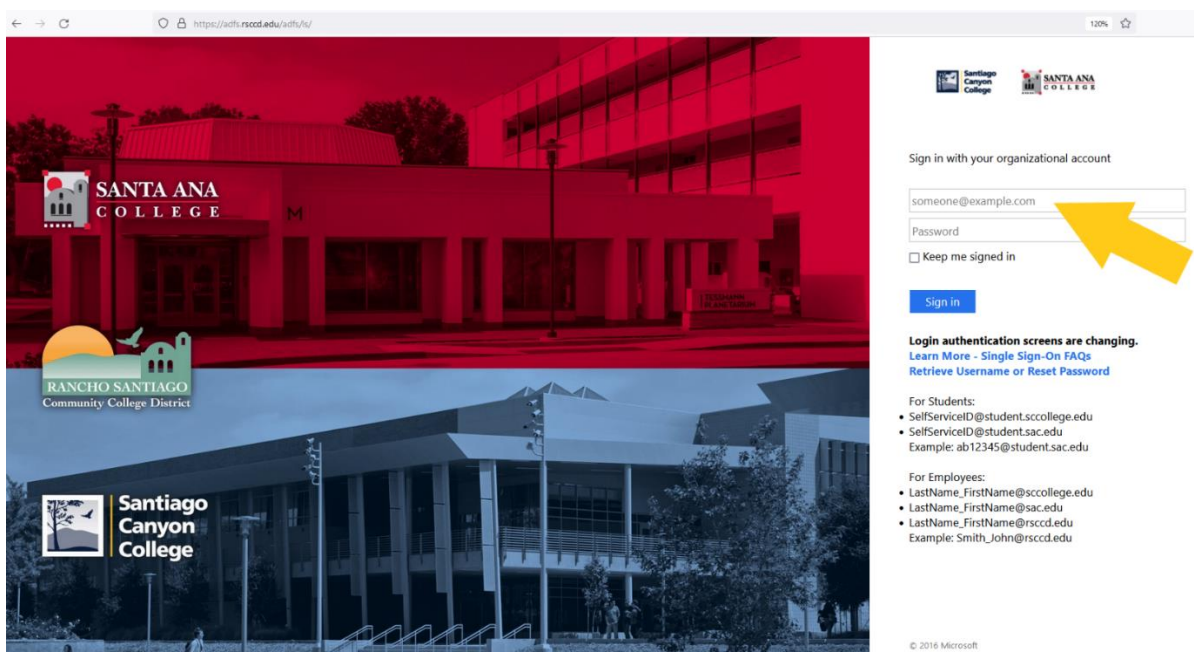 https://adfs.rsccd.edu/adfs/ls/
120%
SANTA ANA
COLLEGE
M
TESSMANN
PLANETARIUM
RANCHO SANTIAGO
Community College District
Santiago
Canyon
College
Santiago
Canyon
College
SANTA ANA
COLLEGE
Sign in with your organizational account
someone@example.com
Password
Keep me signed in
Sign in
Login authentication screens are changing.
Learn More - Single Sign-On FAQs
Retrieve Username or Reset Password
For Students:
• SelfServiceID@student.sccollege.edu
• SelfServiceID@student.sac.edu
Example: ab12345@student.sac.edu
For Employees:
• LastName_FirstName@sccollege.edu
• LastName_FirstName@sac.edu
• LastName_FirstName@rsccd.edu
Example: Smith_John@rsccd.edu
© 2016 Microsoft